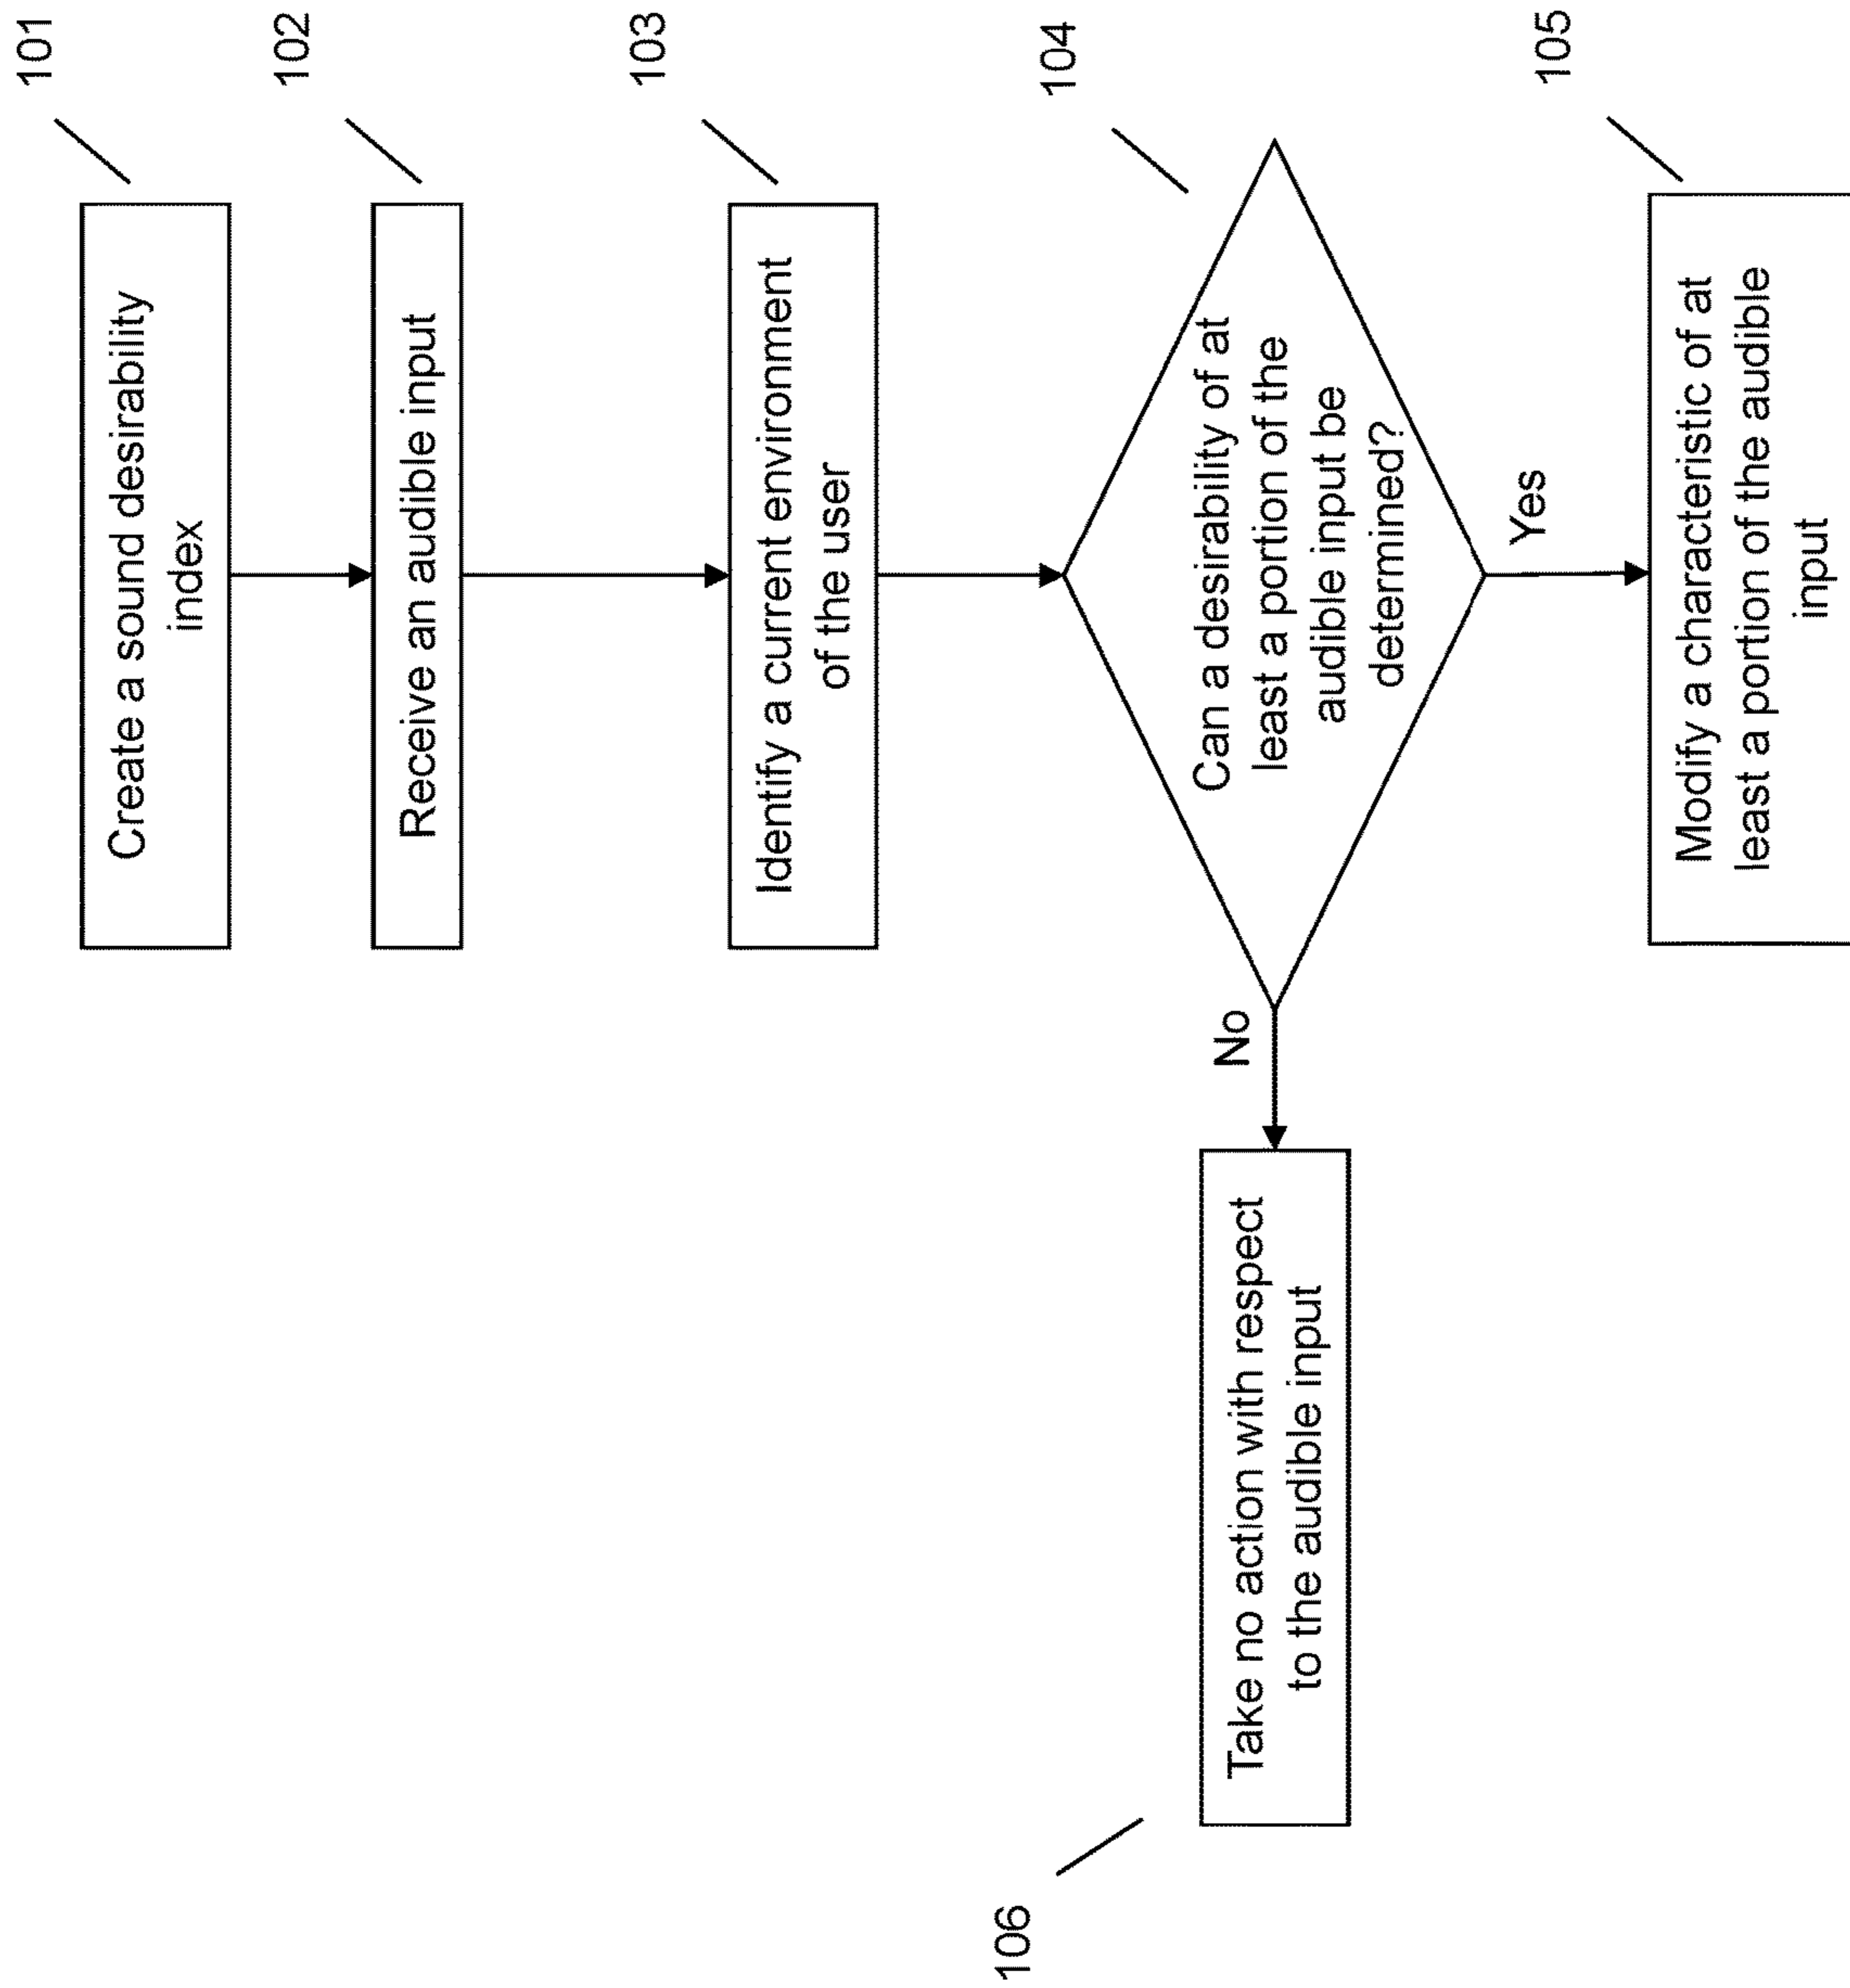 101
Create a sound desirability
index
102
Receive an audible input
103
Identify a current environment
of the user
104
Can a desirability of at
least a portion of the
audible input be
determined?
No
Yes
106
Take no action with respect
to the audible input
105
Modify a characteristic of at
least a portion of the audible
input